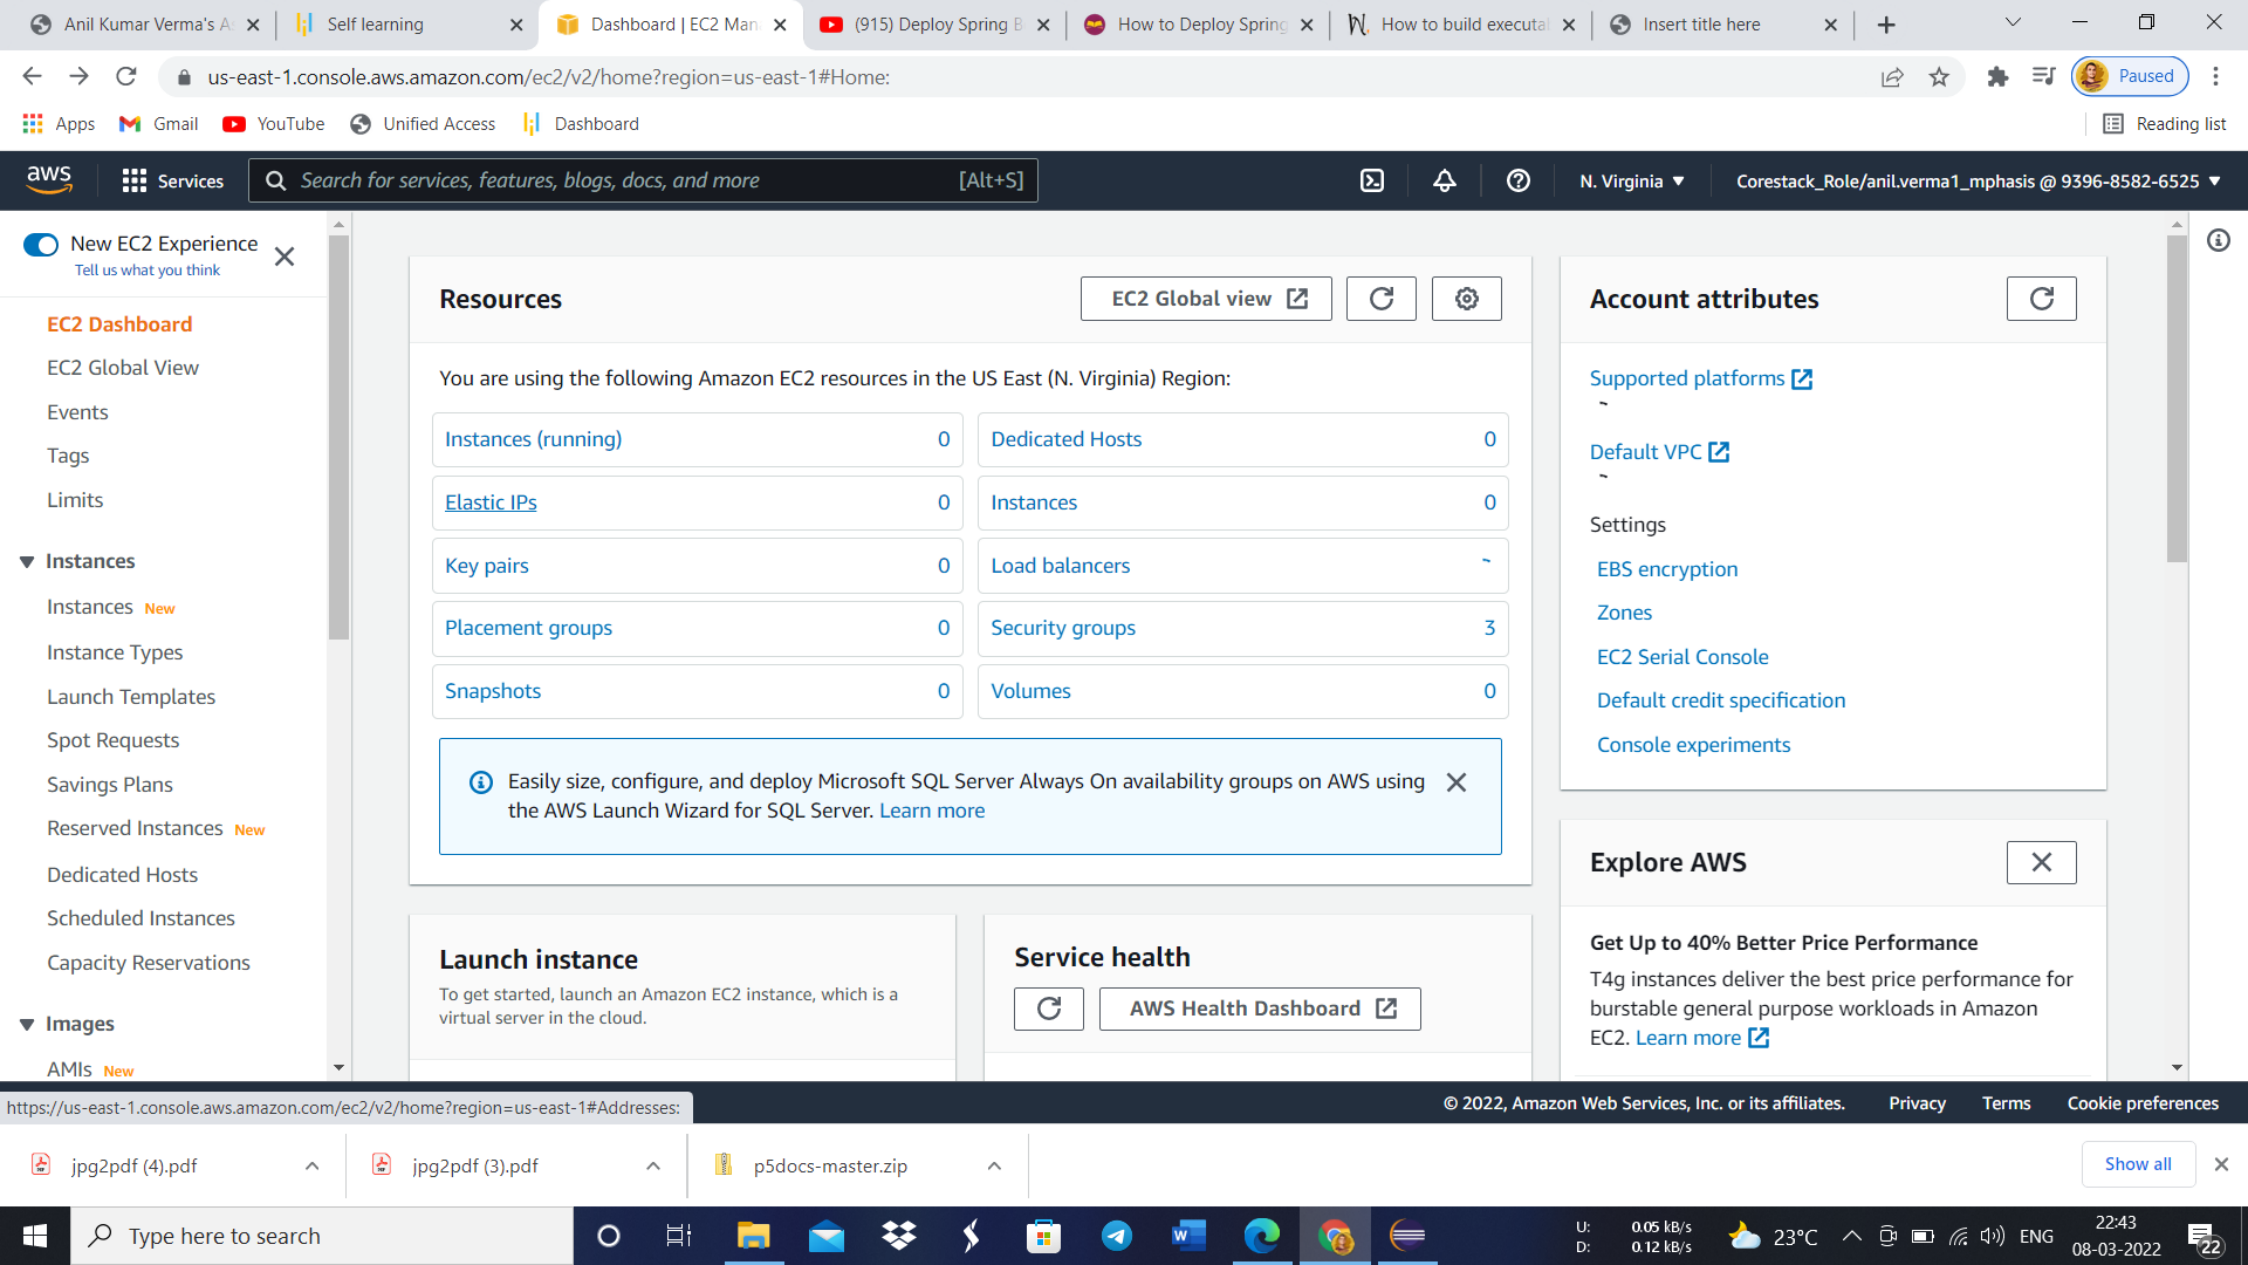 Anil Kumar Verma's A
Self learning
Dashboard | EC2 Man
(915) Deploy Spring B
How to Deploy Spring
How to build executa
Insert title here
us-east-1.console.aws.amazon.com/ec2/v2/home?region=us-east-1#Home:
Paused
Apps
Gmail
YouTube
Unified Access
Dashboard
Reading list
aws
Services
Search for services, features, blogs, docs, and more
[Alt+S]
N. Virginia
Corestack_Role/anil.verma1_mphasis @ 9396-8582-6525
New EC2 Experience
Tell us what you think
EC2 Dashboard
EC2 Global View
Events
Tags
Limits
Instances
Instances New
Instance Types
Launch Templates
Spot Requests
Savings Plans
Reserved Instances New
Dedicated Hosts
Scheduled Instances
Capacity Reservations
Images
AMIs New
Resources
EC2 Global view
You are using the following Amazon EC2 resources in the US East (N. Virginia) Region:
Instances (running) 0
Dedicated Hosts 0
Elastic IPs 0
Instances 0
Key pairs 0
Load balancers
Placement groups 0
Security groups 3
Snapshots 0
Volumes 0
Easily size, configure, and deploy Microsoft SQL Server Always On availability groups on AWS using
the AWS Launch Wizard for SQL Server. Learn more
Launch instance
To get started, launch an Amazon EC2 instance, which is a
virtual server in the cloud.
Service health
AWS Health Dashboard
Account attributes
Supported platforms
Default VPC
Settings
EBS encryption
Zones
EC2 Serial Console
Default credit specification
Console experiments
Explore AWS
Get Up to 40% Better Price Performance
T4g instances deliver the best price performance for
burstable general purpose workloads in Amazon
EC2. Learn more
https://us-east-1.console.aws.amazon.com/ec2/v2/home?region=us-east-1#Addresses:
© 2022, Amazon Web Services, Inc. or its affiliates.
Privacy
Terms
Cookie preferences
jpg2pdf (4).pdf
jpg2pdf (3).pdf
p5docs-master.zip
Show all
Type here to search
U: 0.05 kB/s
D: 0.12 kB/s
23°C
ENG
22:43
08-03-2022
22